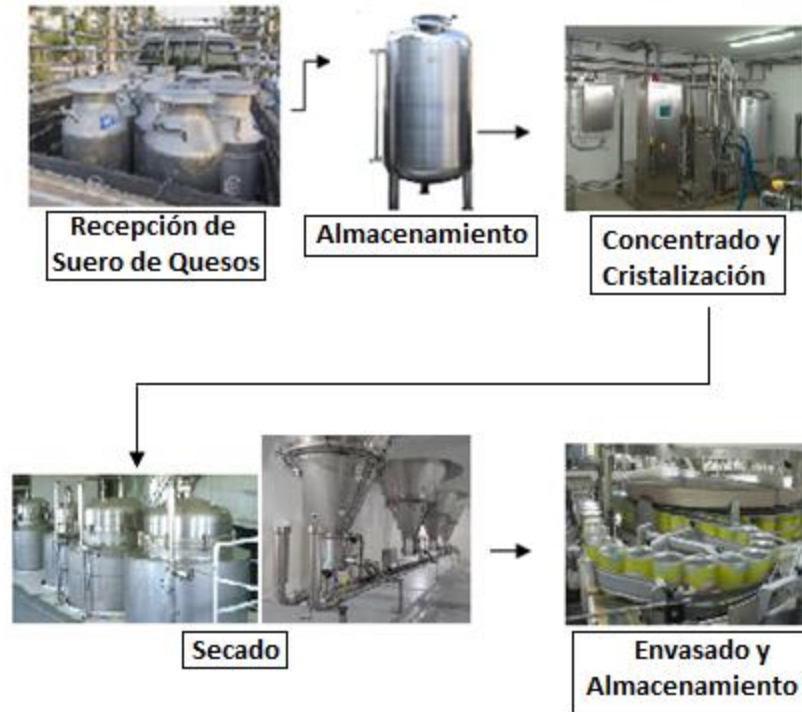 Recepción de
Suero de Quesos
Almacenamiento
Concentrado y
Cristalización
Secado
Envasado y
Almacenamiento